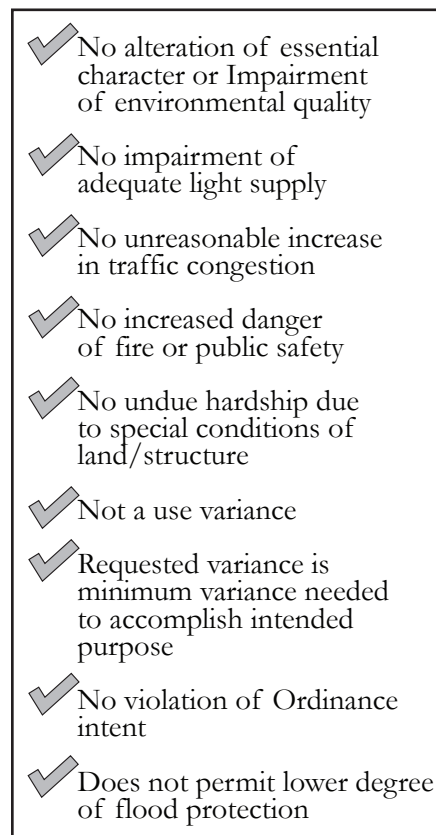 No alteration of essential
character or Impairment
of environmental quality
No impairment of
adequate light supply
No unreasonable increase
in traffic congestion
No increased danger
of fire or public safety
No undue hardship due
to special conditions of
land/structure
Not a use variance
Requested variance is
minimum variance needed
to accomplish intended
purpose
No violation of Ordinance
intent
Does not permit lower degree
of flood protection